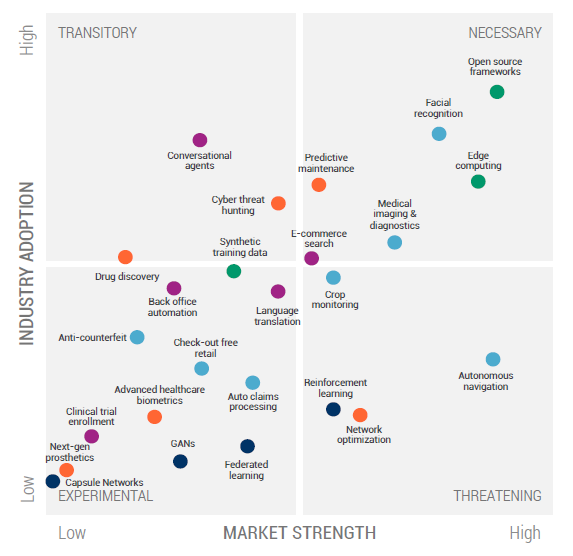 High
TRANSITORY
NECESSARY
Open source
frameworks
Facial
recognition
Conversational
agents
Predictive
maintenance
Edge
computing
Cyber threat
hunting
Medical
imaging &
diagnostics
E-commerce
search
Synthetic
training data
INDUSTRY ADOPTION
Drug discovery
Back office
automation
Language
translation
Crop
monitoring
Anti-counterfeit
Check-out free
retail
Autonomous
navigation
Advanced healthcare
biometrics
Auto claims
processing
Reinforcement
learning
Clinical trial
enrollment
Network
optimization
Next-gen
prosthetics
GANs
Federated
learning
Capsule Networks
Low
EXPERIMENTAL
THREATENING
Low
MARKET STRENGTH
High